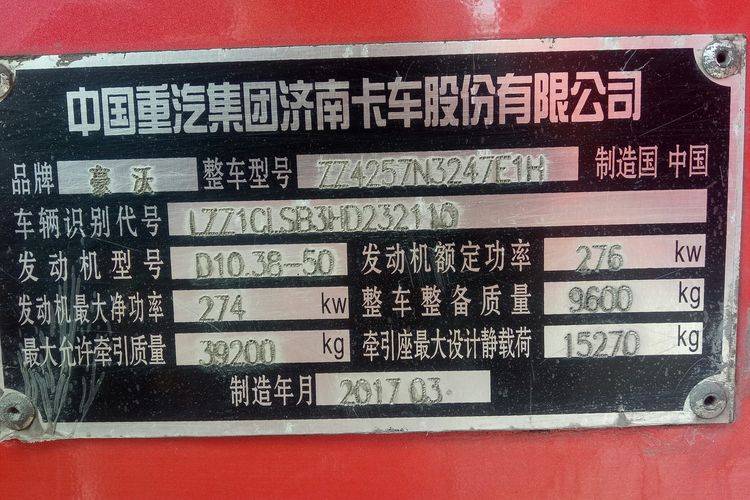 中国重汽集团济南卡车股份有限公司
品牌 豪沃 整车型号 ZZ4257N3247E1H 制造国 中国
车辆识别代号 LZZ1CLSB3HD232110
发动机型号 D10.38-50 发动机额定功率 276 kw
发动机最大净功率 274 kw 整车整备质量 9600 kg
最大允许牵引质量 39200 kg 牵引座最大设计静载荷 15270 kg
制造年月 2017 03